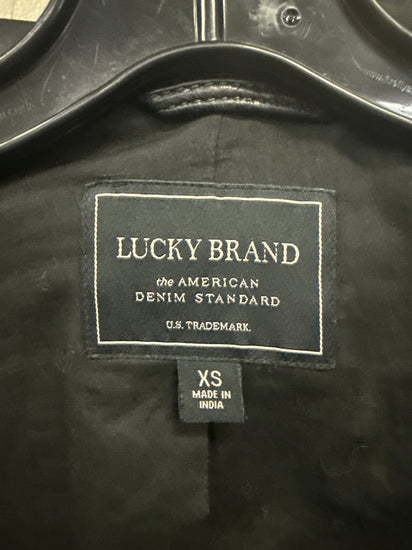 LUCKY BRAND
the AMERICAN
DENIM STANDARD
U.S. TRADEMARK.
XS
MADE IN
INDIA